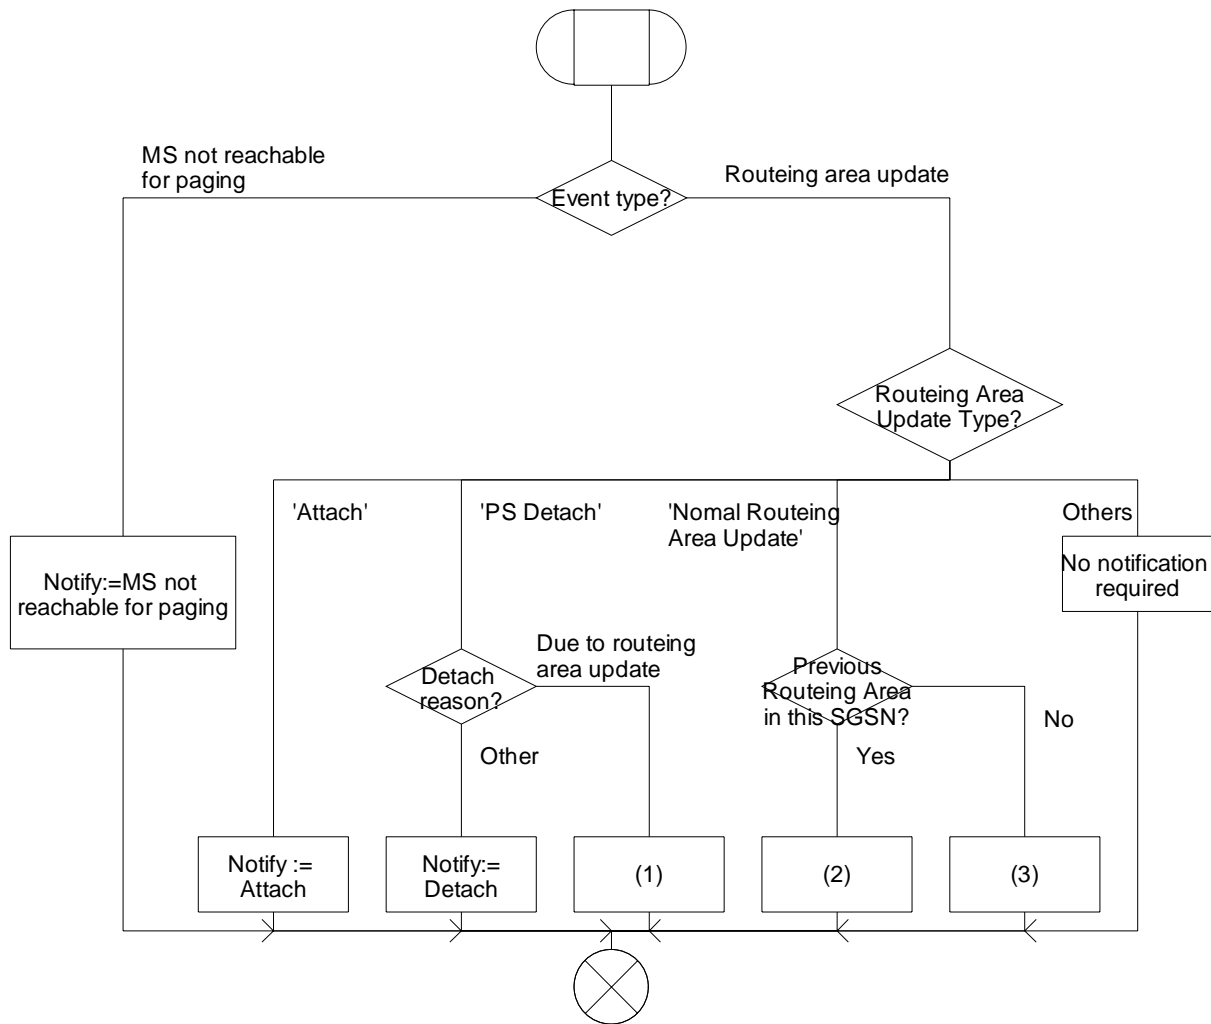 MS not reachable
for paging
Event type?
Routeing area update
Routeing Area
Update Type?
'Attach'
'PS Detach'
'Nomal Routeing
Area Update'
Others
Notify:=MS not
reachable for paging
No notification
required
Due to routeing
area update
Detach
reason?
Previous
Routeing Area
in this SGSN?
No
Other
Yes
Notify :=
Attach
Notify:=
Detach
(1)
(2)
(3)